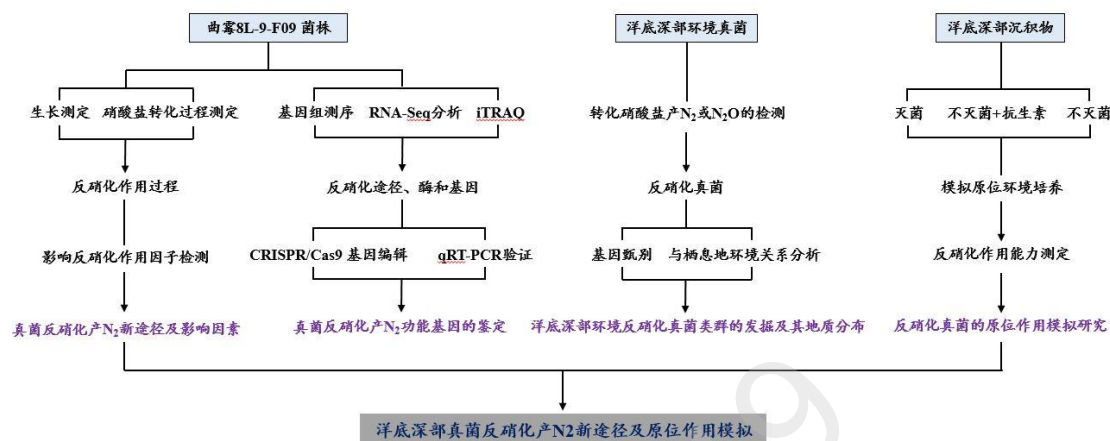 曲霉8L-9-F09 菌株
洋底深部环境真菌
洋底深部沉积物
生长测定 硝酸盐转化过程测定
基因组测序 RNA-Seq分析 iTRAQ
转化硝酸盐产N₂或N₂O的检测
灭菌 不灭菌+抗生素 不灭菌
反硝化作用过程
反硝化途径、酶和基因
反硝化真菌
模拟原位环境培养
影响反硝化作用因子检测
CRISPR/Cas9 基因编辑 qRT-PCR验证
基因甄别 与栖息地环境关系分析
反硝化作用能力测定
真菌反硝化产N₂新途径及影响因素
真菌反硝化产N₂功能基因的鉴定
洋底深部环境反硝化真菌类群的发掘及其地质分布
反硝化真菌的原位作用模拟研究
洋底深部真菌反硝化产N2新途径及原位作用模拟